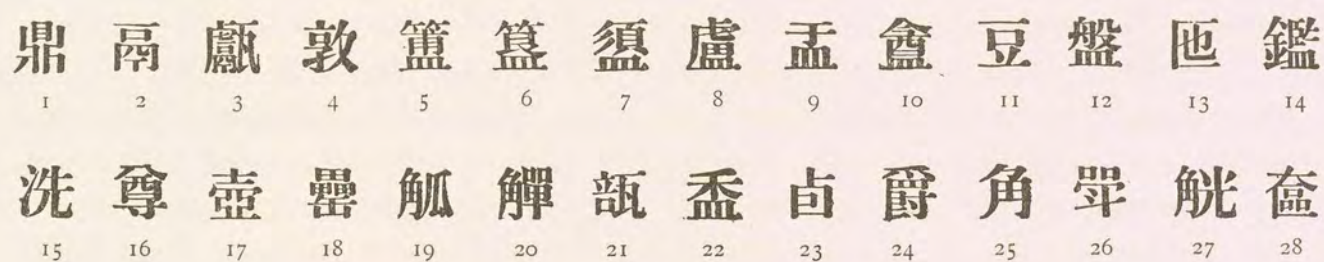 鼎 鬲 甗 敦 簠 簋 盨 盧 盂 盦 豆 盤 匜 鑑
1 2 3 4 5 6 7 8 9 10 11 12 13 14
洗 尊 壺 罍 觚 觶 瓿 盉 卣 爵 角 斝 觥 奩
15 16 17 18 19 20 21 22 23 24 25 26 27 28